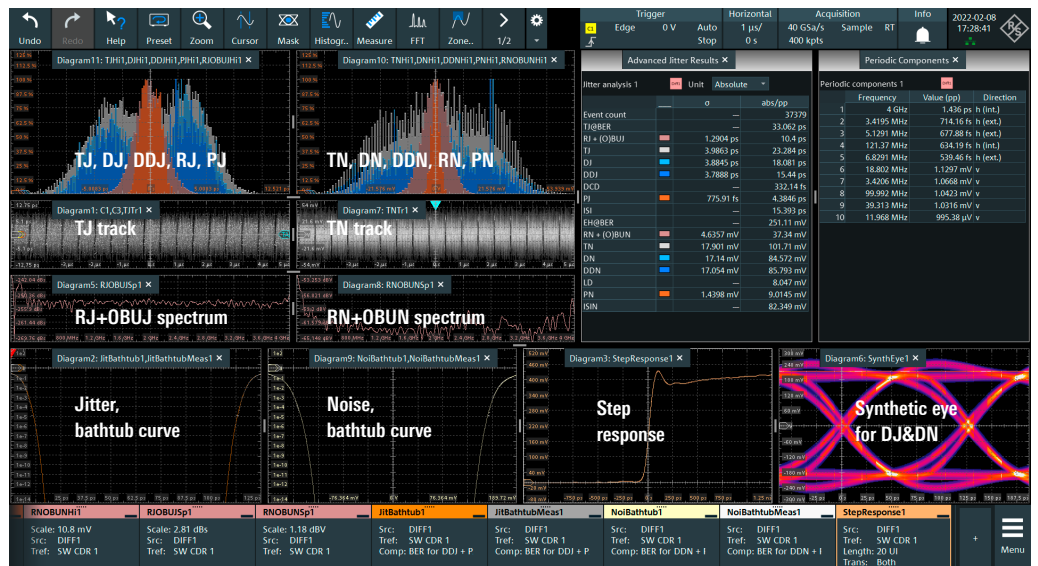 Trigger
Horizontal
Acquisition
Info
2022-02-08
17:28:41
C1 Edge 0 V Auto 1 µs/ 40 GSa/s Sample RT
Stop 0 s 400 kpts
Undo Redo Help Preset Zoom Cursor Mask Histogr.. Measure FFT Zone.. 1/2
Diagram11: TJHi1,DJHi1,DDJHi1,PJHi1,RJOBUJHi1 ✕
TJ, DJ, DDJ, RJ, PJ
Diagram10: TNHi1,DNHi1,DDNHi1,PNHi1,RNOBUNHi1 ✕
TN, DN, DDN, RN, PN
Diagram1: C1,C3,TJTr1 ✕
TJ track
Diagram7: TNTr1 ✕
TN track
Diagram5: RJOBUJSp1 ✕
RJ+OBUJ spectrum
Diagram8: RNOBUNSp1 ✕
RN+OBUN spectrum
Advanced Jitter Results ✕
Jitter analysis 1 Unit Absolute
σ abs/pp
Event count — 37379
TJ@BER — 33.062 ps
RJ + (O)BUJ 1.2904 ps 10.4 ps
TJ 3.9863 ps 23.284 ps
DJ 3.8845 ps 18.081 ps
DDJ 3.7888 ps 15.44 ps
DCD — 332.14 fs
PJ 775.91 fs 4.3846 ps
ISI — 15.393 ps
EH@BER — 251.11 mV
RN + (O)BUN 4.6357 mV 37.34 mV
TN 17.901 mV 101.71 mV
DN 17.14 mV 84.572 mV
DDN 17.054 mV 85.793 mV
LD — 8.047 mV
PN 1.4398 mV 9.0145 mV
ISIN — 82.349 mV
Periodic Components ✕
Periodic components 1
Frequency Value (pp) Direction
1 4 GHz 1.436 ps h (int.)
2 3.4195 MHz 714.16 fs h (ext.)
3 5.1291 MHz 677.88 fs h (ext.)
4 121.37 MHz 634.19 fs h (int.)
5 6.8291 MHz 539.46 fs h (ext.)
6 18.802 MHz 1.1297 mV v
7 3.4206 MHz 1.0668 mV v
8 99.992 MHz 1.0423 mV v
9 39.313 MHz 1.0316 mV v
10 11.968 MHz 995.38 µV v
Diagram2: JitBathtub1,JitBathtubMeas1 ✕
Jitter,
bathtub curve
Diagram9: NoiBathtub1,NoiBathtubMeas1 ✕
Noise,
bathtub curve
Diagram3: StepResponse1 ✕
Step
response
Diagram6: SynthEye1 ✕
Synthetic eye
for DJ&DN
RNOBUNHi1
Scale: 10.8 mV
Src: DIFF1
Tref: SW CDR 1
RJOBUJSp1
Scale: 2.81 dBs
Src: DIFF1
Tref: SW CDR 1
RNOBUNSp1
Scale: 1.18 dBV
Src: DIFF1
Tref: SW CDR 1
JitBathtub1
Src: DIFF1
Tref: SW CDR 1
Comp: BER for DDJ + P
JitBathtubMeas1
Src: DIFF1
Tref: SW CDR 1
Comp: BER for DDJ + P
NoiBathtub1
Src: DIFF1
Tref: SW CDR 1
Comp: BER for DDN + I
NoiBathtubMeas1
Src: DIFF1
Tref: SW CDR 1
Comp: BER for DDN + I
StepResponse1
Src: DIFF1
Tref: SW CDR 1
Length: 20 UI
Trans: Both
+
Menu